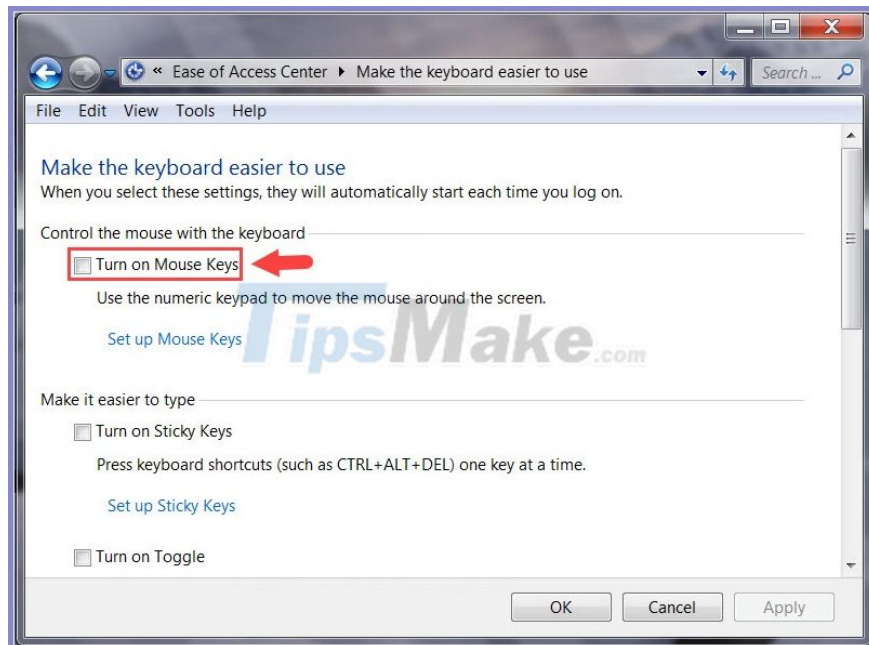 « Ease of Access Center ▸ Make the keyboard easier to use
Search ...
File Edit View Tools Help
Make the keyboard easier to use
When you select these settings, they will automatically start each time you log on.
Control the mouse with the keyboard
Turn on Mouse Keys
Use the numeric keypad to move the mouse around the screen.
Set up Mouse Keys
TipsMake.com
Make it easier to type
Turn on Sticky Keys
Press keyboard shortcuts (such as CTRL+ALT+DEL) one key at a time.
Set up Sticky Keys
Turn on Toggle
OK Cancel Apply